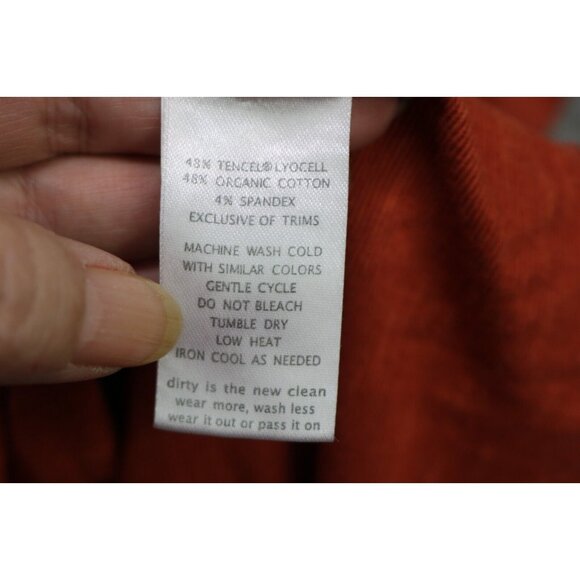 48% TENCEL® LYOCELL
48% ORGANIC COTTON
4% SPANDEX
EXCLUSIVE OF TRIMS
MACHINE WASH COLD
WITH SIMILAR COLORS
GENTLE CYCLE
DO NOT BLEACH
TUMBLE DRY
LOW HEAT
IRON COOL AS NEEDED
dirty is the new clean
wear more, wash less
wear it out or pass it on